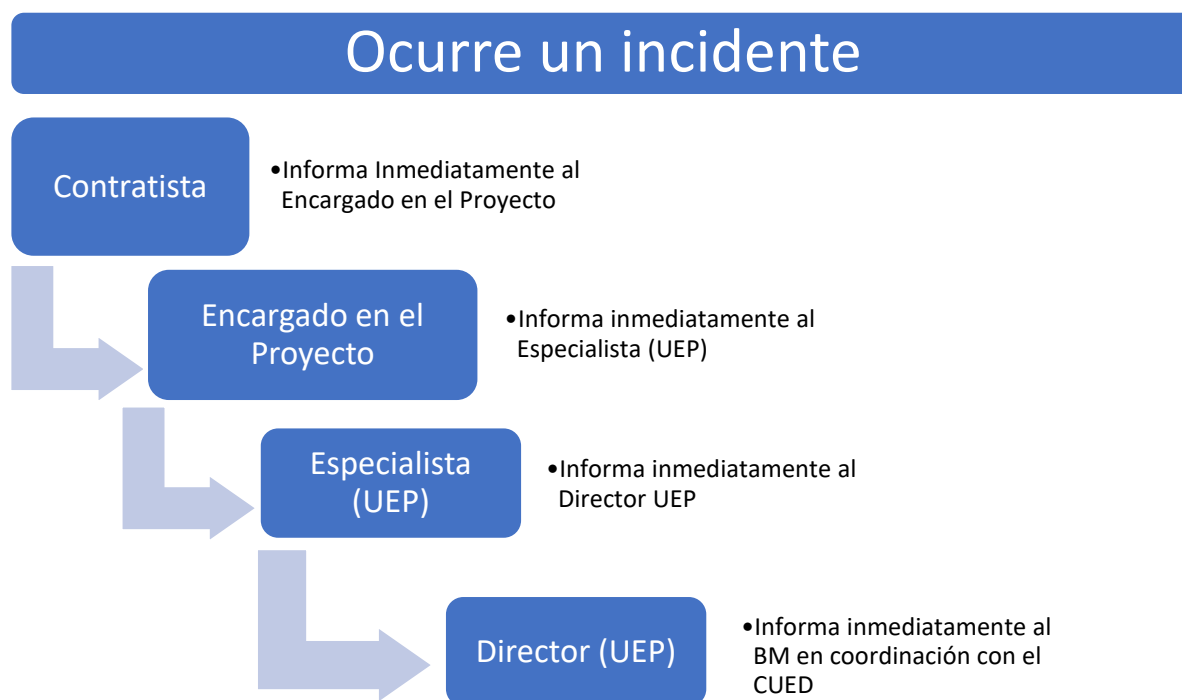 Ocurre un incidente
Contratista
•Informa Inmediatamente al
Encargado en el Proyecto
Encargado en el
Proyecto
•Informa inmediatamente al
Especialista (UEP)
Especialista
(UEP)
•Informa inmediatamente al
Director UEP
Director (UEP)
•Informa inmediatamente al
BM en coordinación con el
CUED